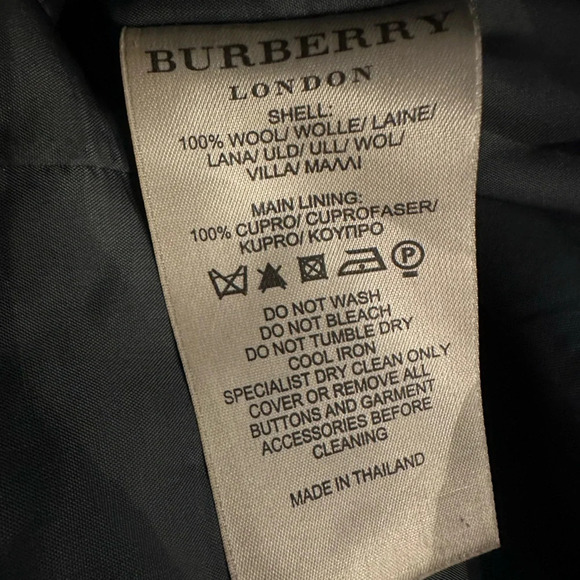 BURBERRY
LONDON
SHELL:
100% WOOL/ WOLLE/ LAINE/
LANA/ ULD/ ULL/ WOL/
VILLA/ ΜΑΛΛΙ
MAIN LINING:
100% CUPRO/ CUPROFASER/
KUPRO/ ΚΟΥΠΡΟ
P
DO NOT WASH
DO NOT BLEACH
DO NOT TUMBLE DRY
COOL IRON
SPECIALIST DRY CLEAN ONLY
COVER OR REMOVE ALL
BUTTONS AND GARMENT
ACCESSORIES BEFORE
CLEANING
MADE IN THAILAND